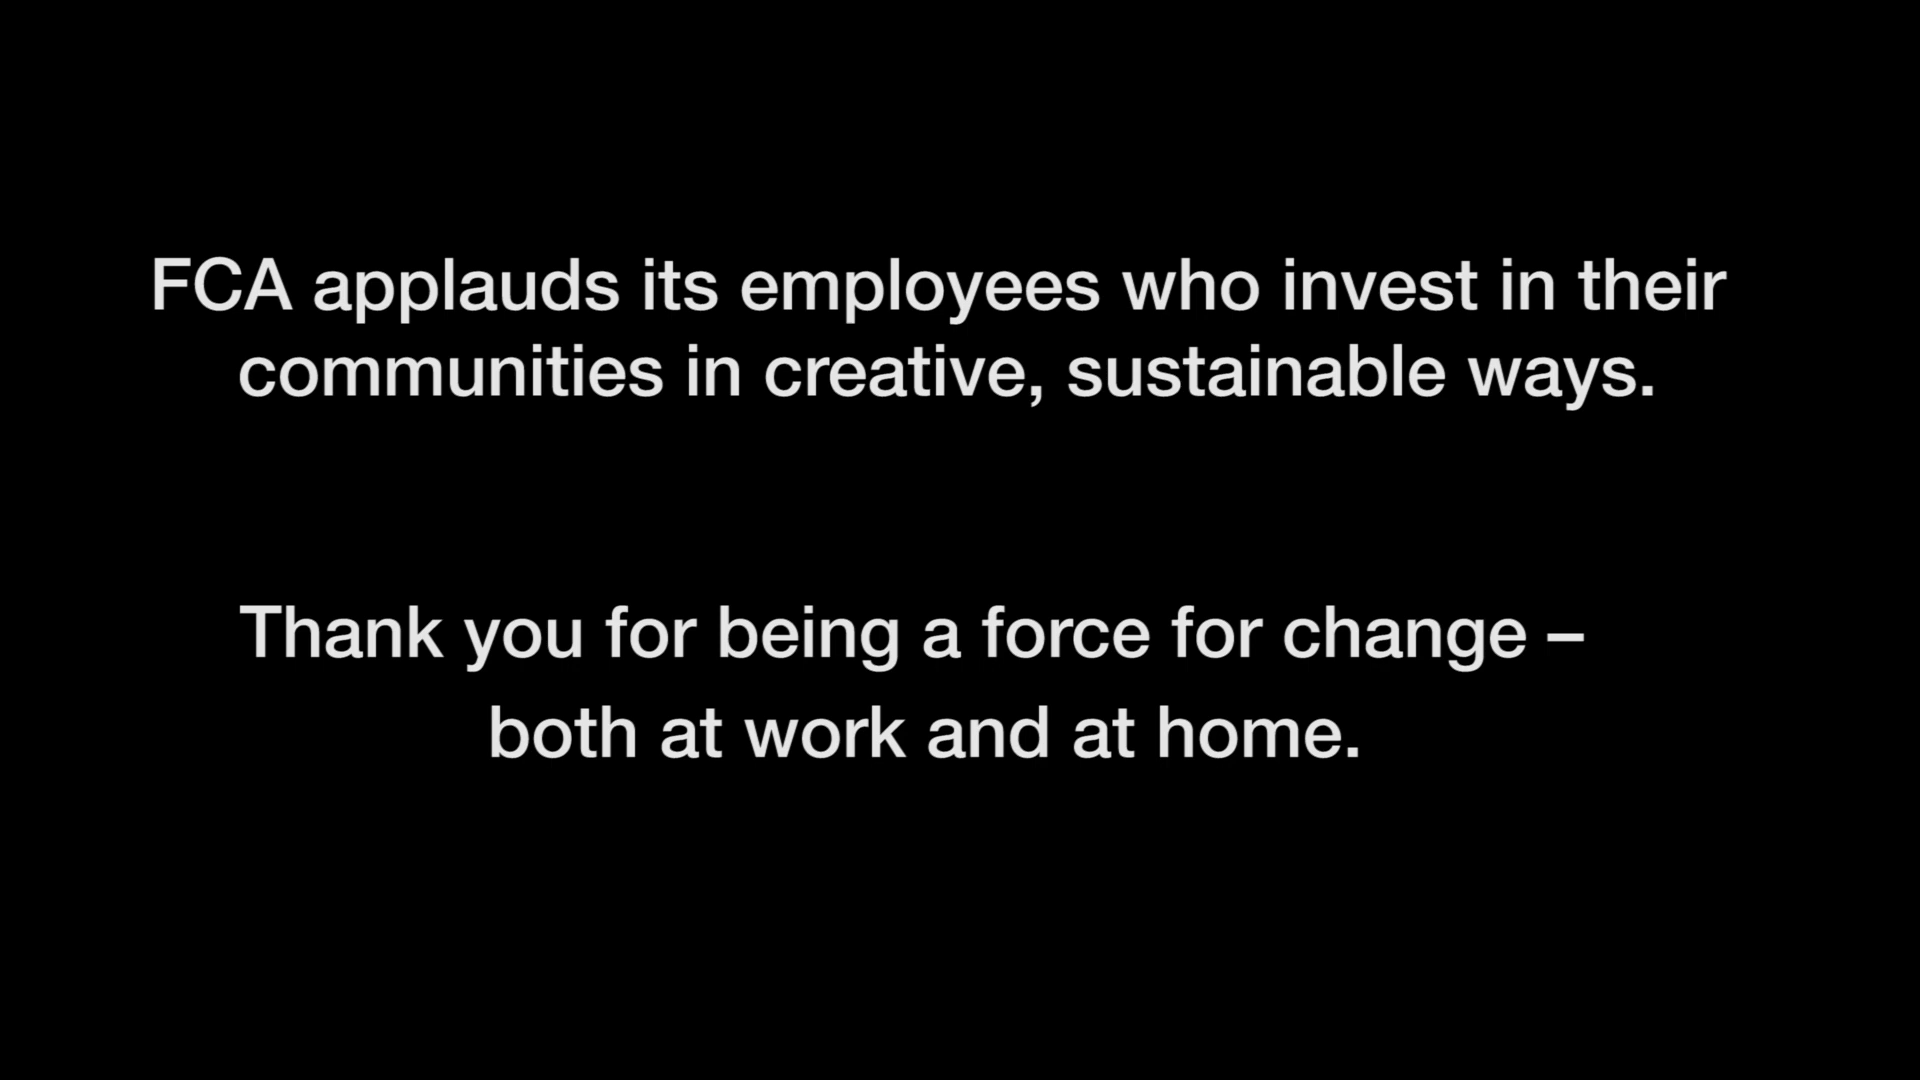 FCA applauds its employees who invest in their
communities in creative, sustainable ways.
Thank you for being a force for change –
both at work and at home.